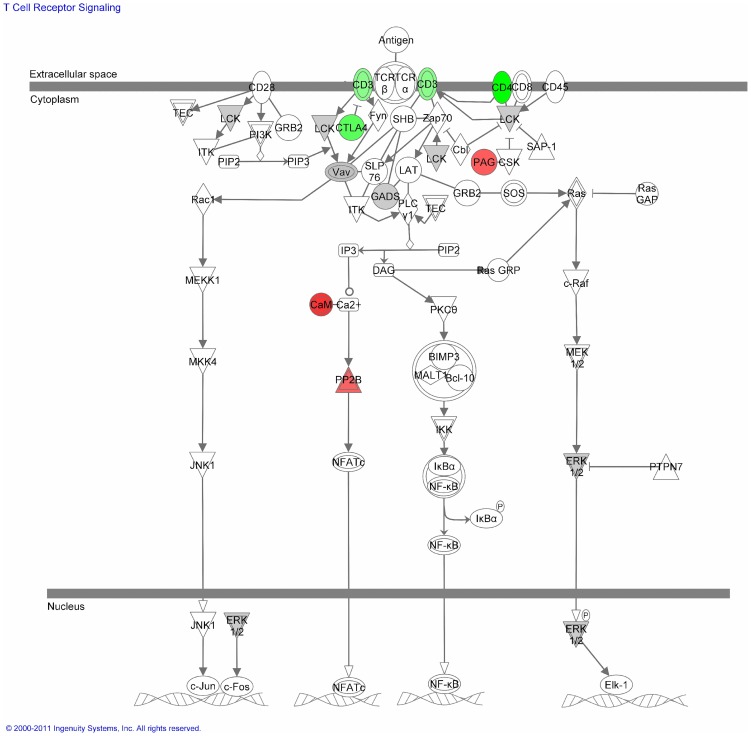 T Cell Receptor Signaling
Antigen
Extracellular space
Cytoplasm
CD28
CD3
TCR
β
TCR
α
CD3
CD4
CD8
CD45
TEC
LCK
PI3K
GRB2
LCK
CTLA4
Fyn
SHB
Zap70
LCK
ITK
PIP2
PIP3
Cbl
LCK
PAG
CSK
SAP-1
Vav
SLP
76
LAT
Rac1
ITK
GADS
PLC
γ1
TEC
GRB2
SOS
Ras
Ras
GAP
IP3
PIP2
DAG
Ras GRP
MEKK1
c-Raf
CaM
Ca2+
PKCθ
MKK4
BIMP3
MALT1
Bcl-10
MEK
1/2
PP2B
IKK
JNK1
NFATc
IκBα
NF-κB
ERK
1/2
PTPN7
P
IκBα
NF-κB
Nucleus
JNK1
ERK
1/2
P
ERK
1/2
c-Jun
c-Fos
NFATc
NF-κB
Elk-1
© 2000-2011 Ingenuity Systems, Inc. All rights reserved.